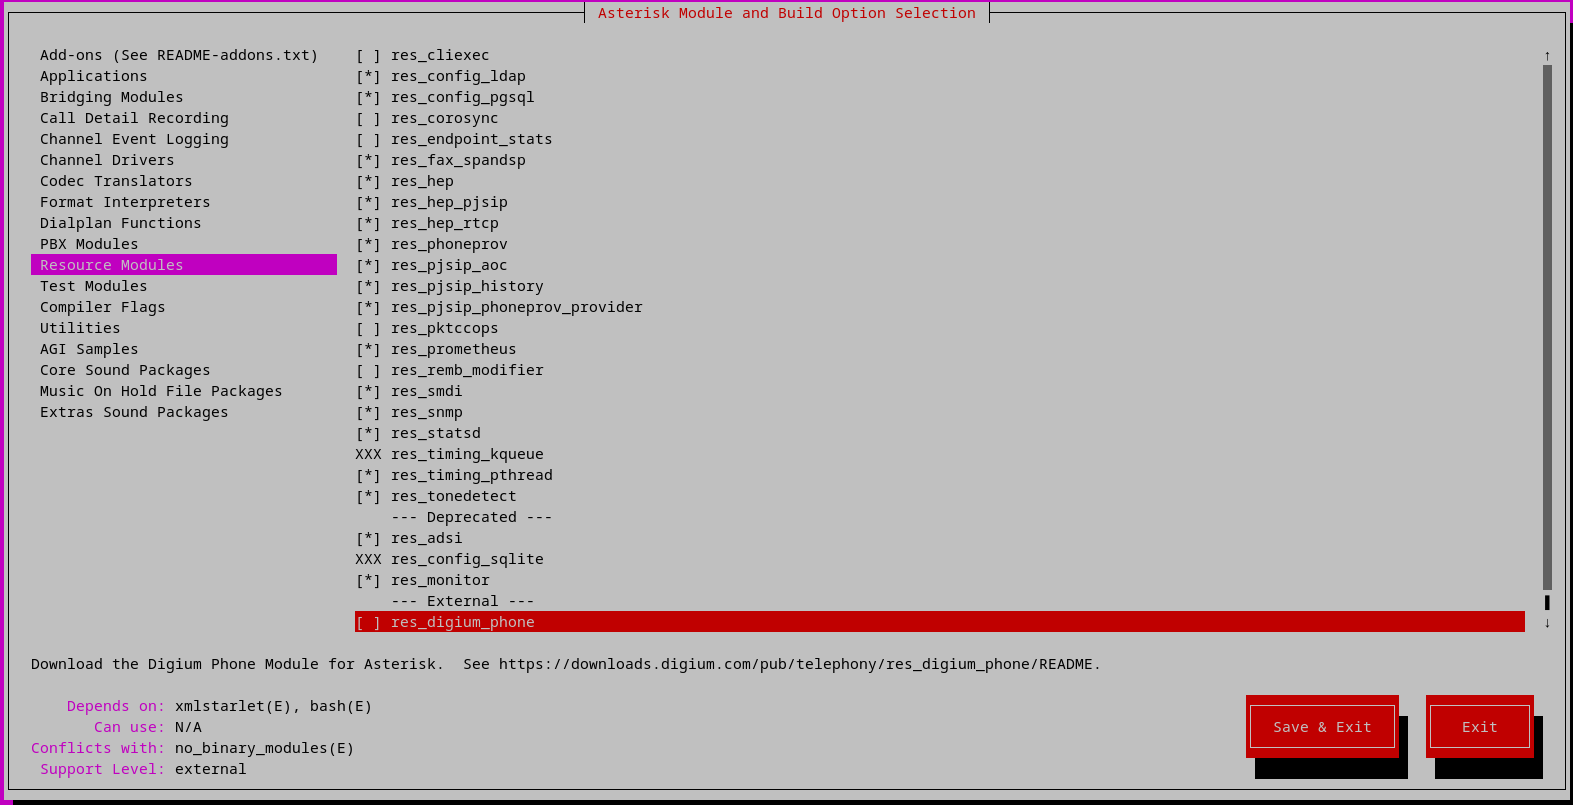 Asterisk Module and Build Option Selection
Add-ons (See README-addons.txt)
Applications
Bridging Modules
Call Detail Recording
Channel Event Logging
Channel Drivers
Codec Translators
Format Interpreters
Dialplan Functions
PBX Modules
Resource Modules
Test Modules
Compiler Flags
Utilities
AGI Samples
Core Sound Packages
Music On Hold File Packages
Extras Sound Packages
[ ] res_cliexec
[*] res_config_ldap
[*] res_config_pgsql
[ ] res_corosync
[ ] res_endpoint_stats
[*] res_fax_spandsp
[*] res_hep
[*] res_hep_pjsip
[*] res_hep_rtcp
[*] res_phoneprov
[*] res_pjsip_aoc
[*] res_pjsip_history
[*] res_pjsip_phoneprov_provider
[ ] res_pktccops
[*] res_prometheus
[ ] res_remb_modifier
[*] res_smdi
[*] res_snmp
[*] res_statsd
XXX res_timing_kqueue
[*] res_timing_pthread
[*] res_tonedetect
--- Deprecated ---
[*] res_adsi
XXX res_config_sqlite
[*] res_monitor
--- External ---
[ ] res_digium_phone
Download the Digium Phone Module for Asterisk.  See https://downloads.digium.com/pub/telephony/res_digium_phone/README.
Depends on: xmlstarlet(E), bash(E)
Can use: N/A
Conflicts with: no_binary_modules(E)
Support Level: external
Save & Exit
Exit